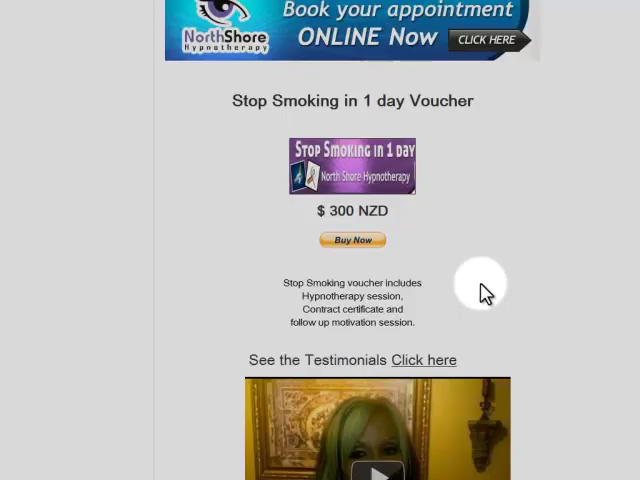 Book your appointment
ONLINE Now
CLICK HERE
NorthShore
Hypnotherapy
Stop Smoking in 1 day Voucher
Stop Smoking in 1 day
North Shore Hypnotherapy
$ 300 NZD
Buy Now
Stop Smoking voucher includes
Hypnotherapy session,
Contract certificate and
follow up motivation session.
See the Testimonials Click here